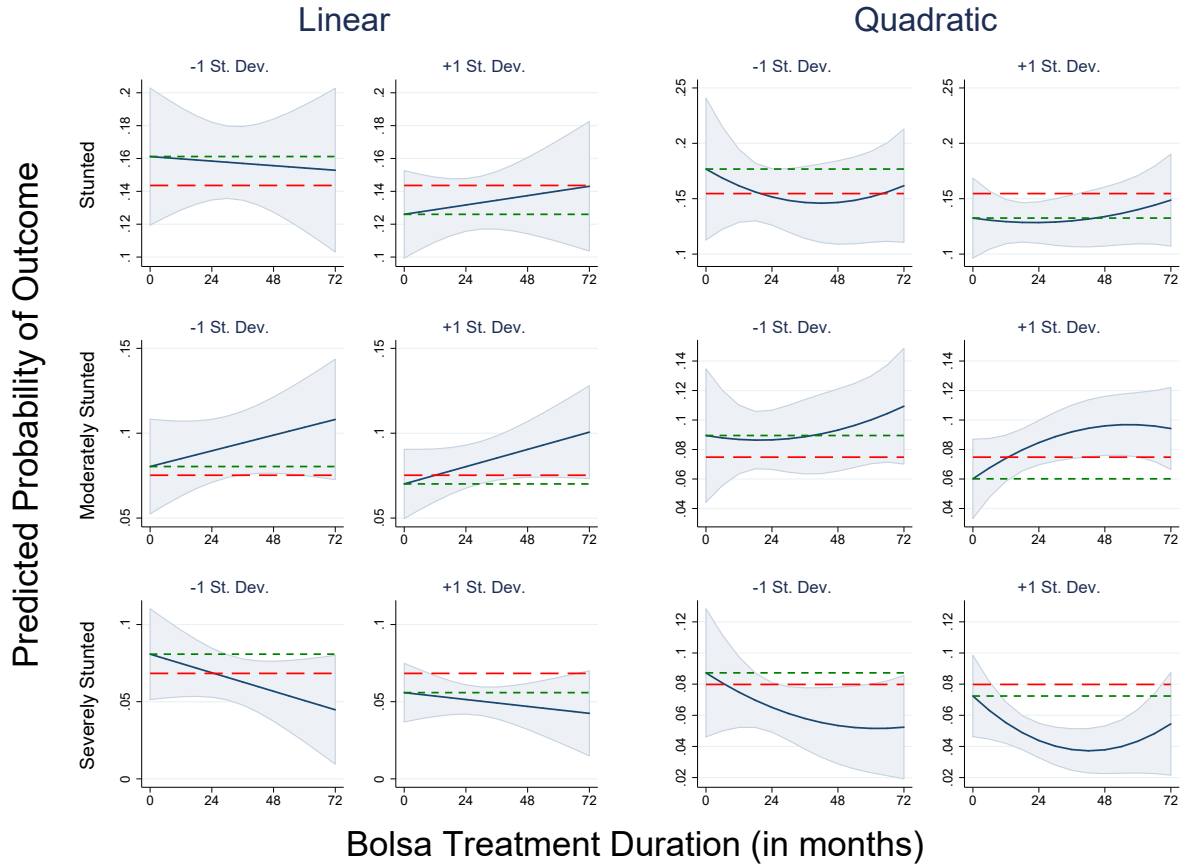 Linear
Quadratic
Predicted Probability of Outcome
Stunted
-1 St. Dev.
.1 .12 .14 .16 .18 .2
0 24 48 72
+1 St. Dev.
.1 .12 .14 .16 .18 .2
0 24 48 72
-1 St. Dev.
.1 .15 .2 .25
0 24 48 72
+1 St. Dev.
.1 .15 .2 .25
0 24 48 72
Moderately Stunted
-1 St. Dev.
.05 .1 .15
0 24 48 72
+1 St. Dev.
.05 .1 .15
0 24 48 72
-1 St. Dev.
.04 .06 .08 .1 .12 .14
0 24 48 72
+1 St. Dev.
.04 .06 .08 .1 .12 .14
0 24 48 72
Severely Stunted
-1 St. Dev.
0 .05 .1
0 24 48 72
+1 St. Dev.
0 .05 .1
0 24 48 72
-1 St. Dev.
.02 .04 .06 .08 .1 .12
0 24 48 72
+1 St. Dev.
.02 .04 .06 .08 .1 .12
0 24 48 72
Bolsa Treatment Duration (in months)